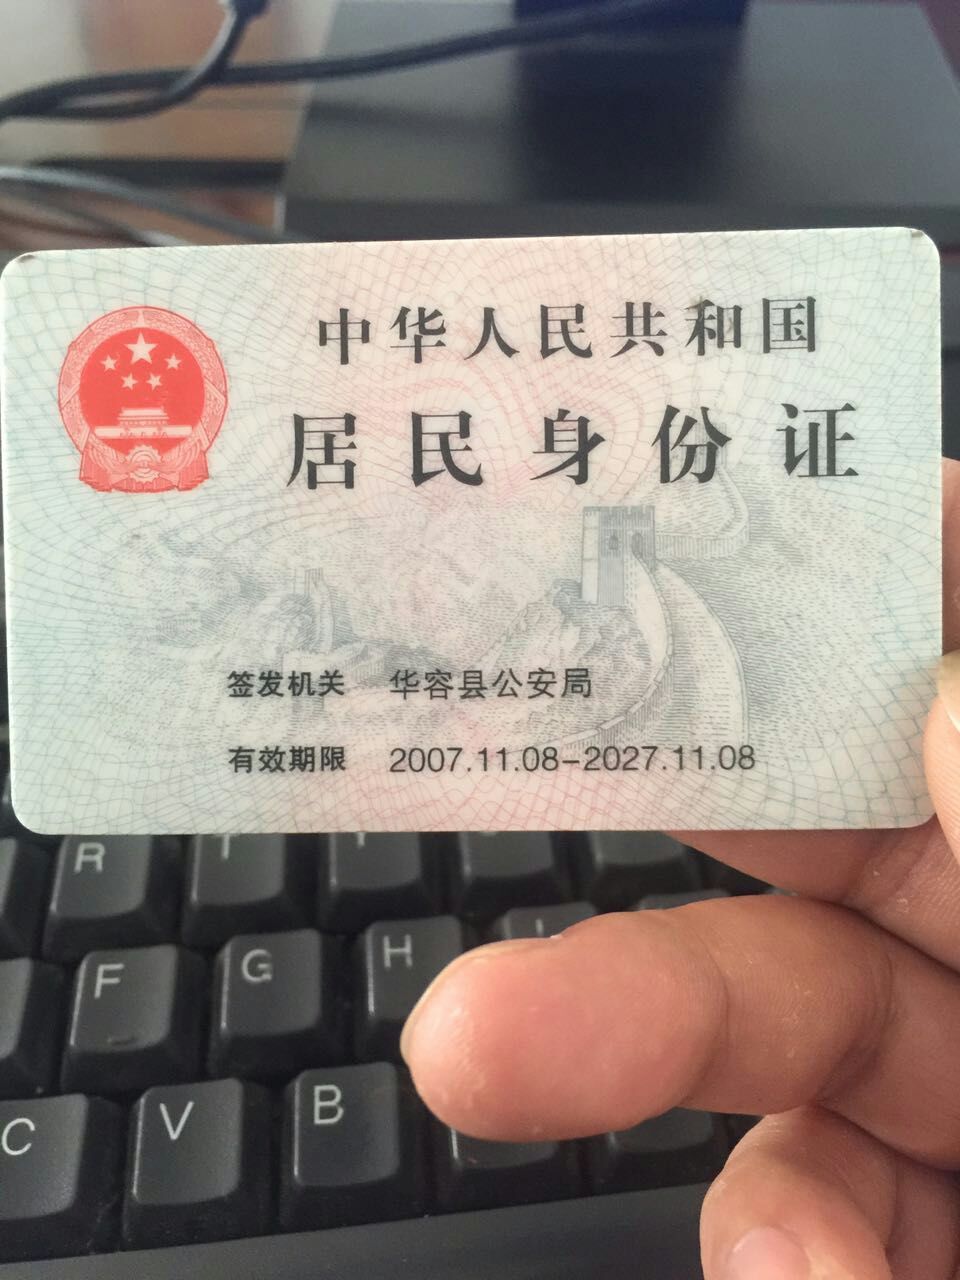 中华人民共和国
居民身份证
签发机关 华容县公安局
有效期限 2007.11.08-2027.11.08
R T Y
F G H
C V B